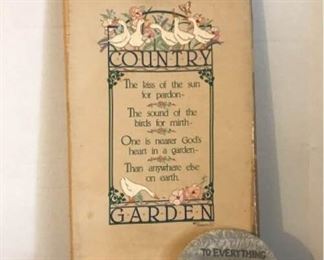 COUNTRY
The kiss of the sun
for pardon~
The sound of the
birds for mirth~
One is nearer God's
heart in a garden~
Than anywhere else
on earth.
GARDEN
TO EVERYTHING